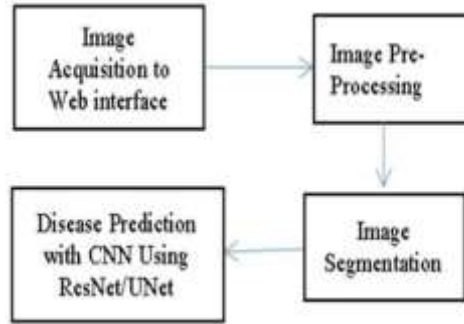 Image
Acquisition to
Web interface
Image Pre-
Processing
Image
Segmentation
Disease Prediction
with CNN Using
ResNet/UNet